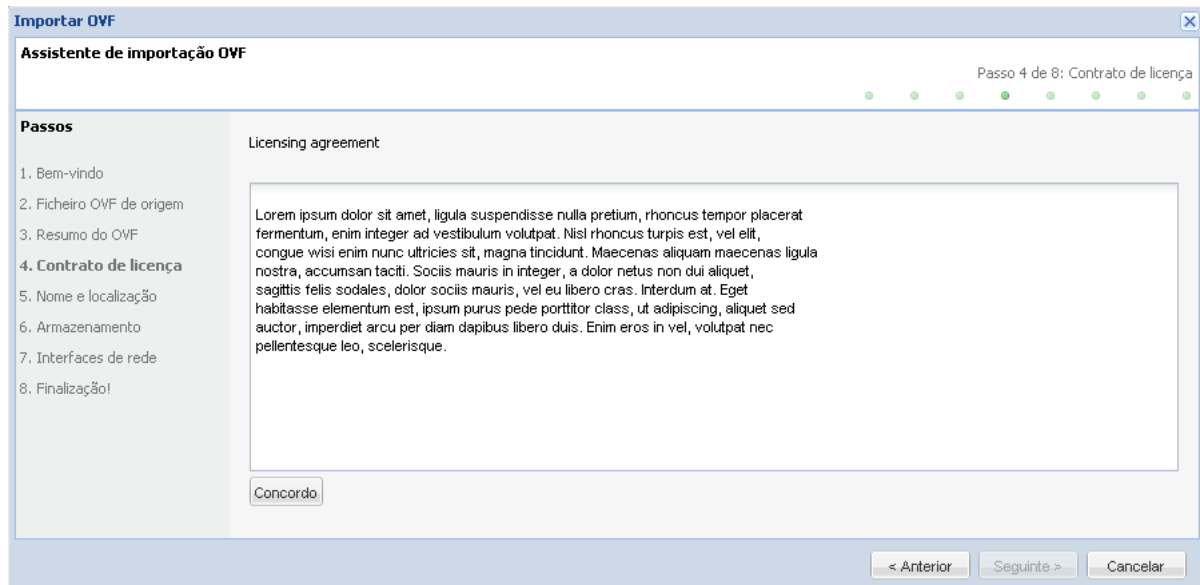 Importar OVF
Assistente de importação OVF
Passo 4 de 8: Contrato de licença
Passos
1. Bem-vindo
2. Ficheiro OVF de origem
3. Resumo do OVF
4. Contrato de licença
5. Nome e localização
6. Armazenamento
7. Interfaces de rede
8. Finalização!
Licensing agreement
Lorem ipsum dolor sit amet, ligula suspendisse nulla pretium, rhoncus tempor placerat
fermentum, enim integer ad vestibulum volutpat. Nisl rhoncus turpis est, vel elit,
congue wisi enim nunc ultricies sit, magna tincidunt. Maecenas aliquam maecenas ligula
nostra, accumsan taciti. Sociis mauris in integer, a dolor netus non dui aliquet,
sagittis felis sodales, dolor sociis mauris, vel eu libero cras. Interdum at. Eget
habitasse elementum est, ipsum purus pede porttitor class, ut adipiscing, aliquet sed
auctor, imperdiet arcu per diam dapibus libero duis. Enim eros in vel, volutpat nec
pellentesque leo, scelerisque.
Concordo
< Anterior
Seguinte >
Cancelar